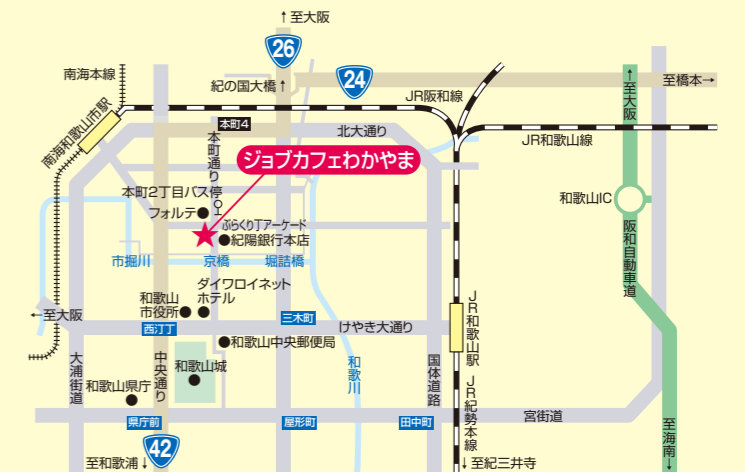 ↑至大阪
26
南海本線
紀の国大橋↑
24
至橋本→
↑至大阪
JR阪和線
南海和歌山市駅
本町4
本町通り
北大通り
JR和歌山線
ジョブカフェわかやま
本町2丁目バス停
フォルテ
ぶらくり丁アーケード
紀陽銀行本店
和歌山IC
阪和自動車道
市堀川
京橋
堀詰橋
ダイワロイネット
ホテル
和歌山
市役所
←至大阪
西汀丁
三木町
けやき大通り
JR和歌山駅
和歌山中央郵便局
大浦街道
中央通り
和歌山城
和歌川
国体道路
JR紀勢本線
和歌山県庁
県庁前
屋形町
田中町
宮街道
至海南↓
42
至和歌浦↓
↓至紀三井寺